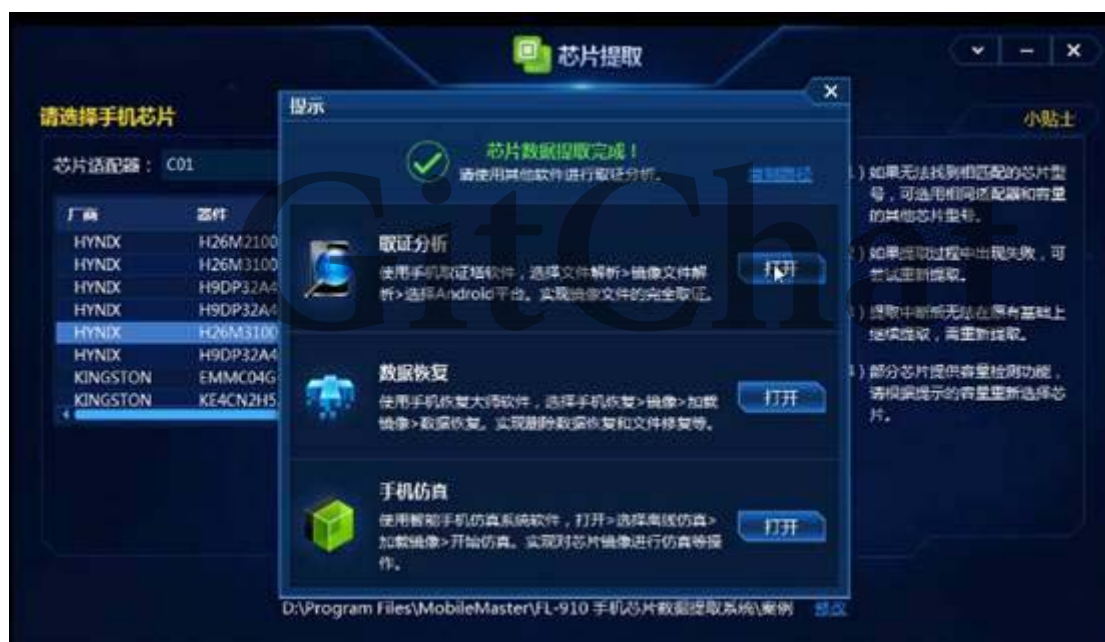 芯片提取
请选择手机芯片
小贴士
芯片适配器： C01
厂商 器件
HYNIX H26M2100
HYNIX H26M3100
HYNIX H9DP32A4
HYNIX H9DP32A4
HYNIX H26M3100
HYNIX H9DP32A4
KINGSTON EMMC04G
KINGSTON KE4CN2H5
提示
芯片数据提取完成！
请使用其他软件进行取证分析。
复制路径
取证分析
使用手机取证塔软件，选择文件解析>镜像文件解
析>选择Android平台。实现镜像文件的完全取证。
打开
数据恢复
使用手机恢复大师软件，选择手机恢复>镜像>加载
镜像>数据恢复。实现删除数据恢复和文件修复等。
打开
手机仿真
使用智能手机仿真系统软件，打开>选择离线仿真>
加载镜像>开始仿真。实现对芯片镜像进行仿真等操
作。
打开
）如果无法找到相匹配的芯片型
号，可选用相同适配器和容量
的其他芯片型号。
）如果提取过程中出现失败，可
尝试重新提取。
）提取中断后无法在原有基础上
继续提取，需重新提取。
）部分芯片提供容量检测功能，
请根据提示的容量重新选择芯
片。
D:\Program Files\MobileMaster\FL-910 手机芯片数据提取系统\案例 修改
GitChat